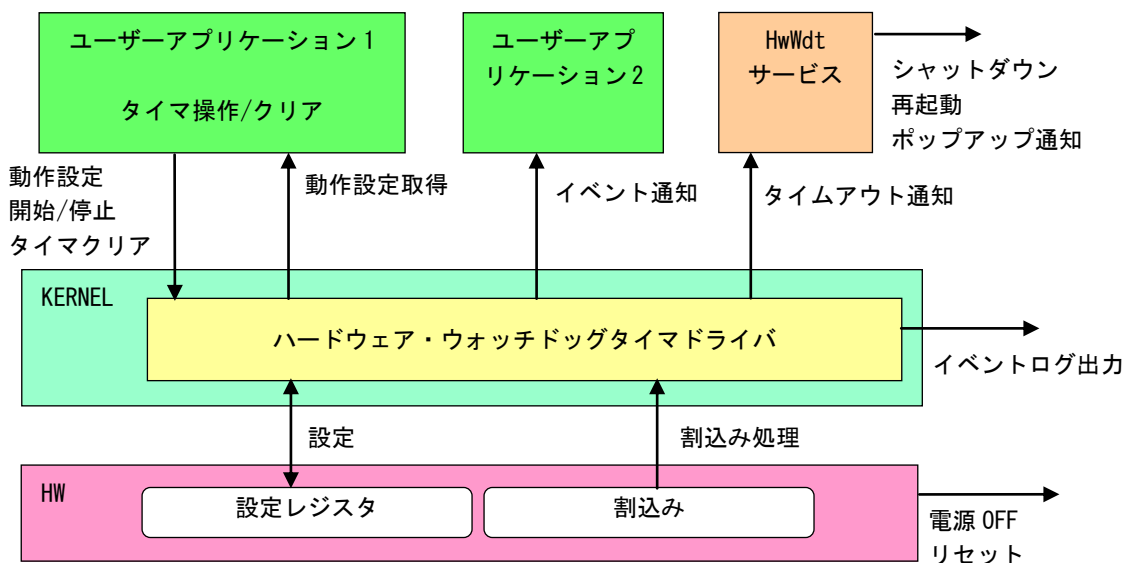 ユーザーアプリケーション１
タイマ操作/クリア
ユーザーアプ
リケーション２
HwWdt
サービス
シャットダウン
再起動
ポップアップ通知
動作設定
開始/停止
タイマクリア
動作設定取得
イベント通知
タイムアウト通知
KERNEL
ハードウェア・ウォッチドッグタイマドライバ
イベントログ出力
設定
割込み処理
HW
設定レジスタ
割込み
電源 OFF
リセット